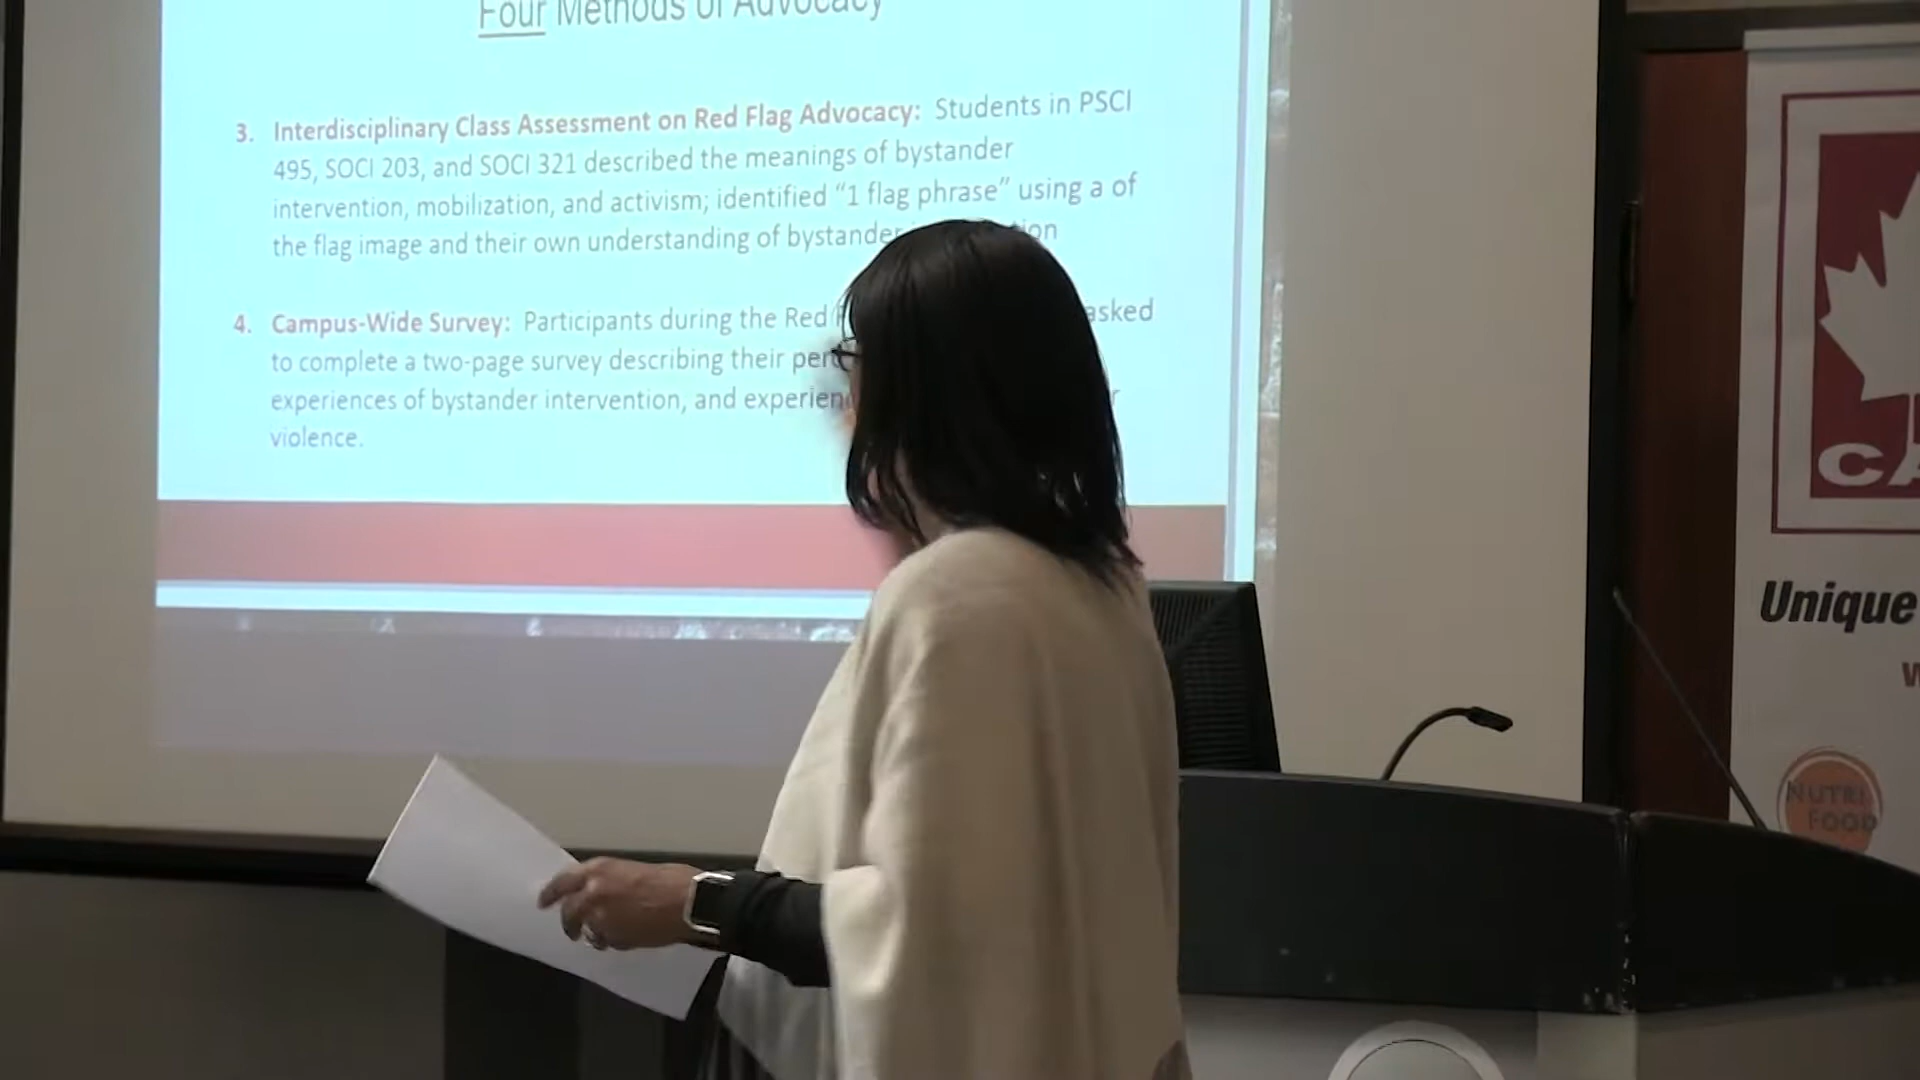 Four Methods of Advocacy
3. Interdisciplinary Class Assessment on Red Flag Advocacy: Students in PSCI
495, SOCI 203, and SOCI 321 described the meanings of bystander
intervention, mobilization, and activism; identified “1 flag phrase” using a of
the flag image and their own understanding of bystander
4. Campus-Wide Survey: Participants during the Red asked
to complete a two-page survey describing their
experiences of bystander intervention, and
violence.
Unique
NUTRI
FOOD